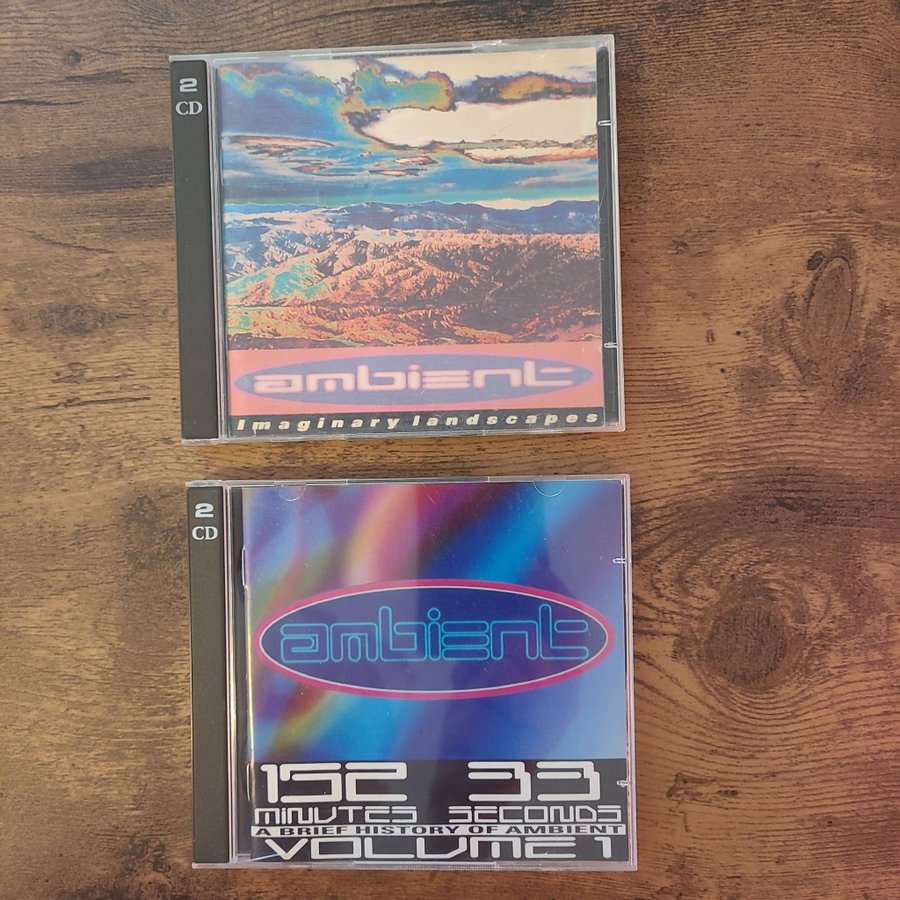 2
CD
ambient
Imaginary landscapes
2
CD
ambient
152 33
MINUTES SECONDS
A BRIEF HISTORY OF AMBIENT
VOLUME 1